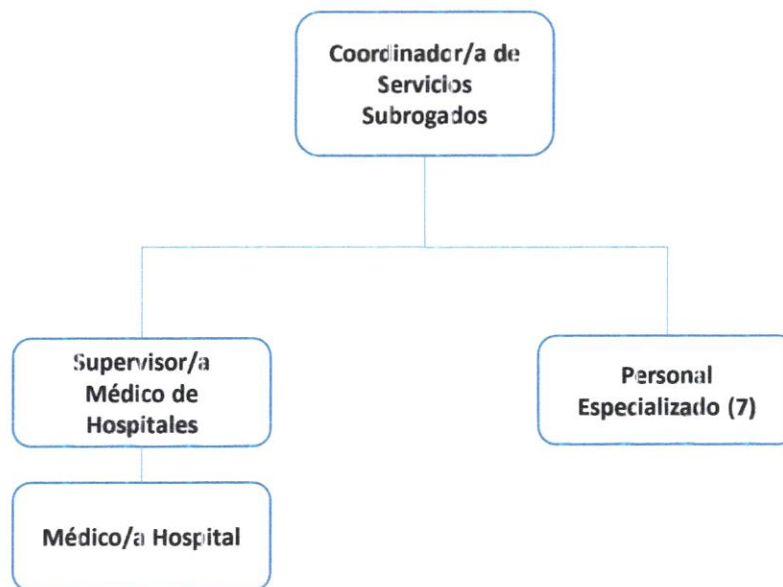 Coordinador/a de
Servicios
Subrogados
Supervisor/a
Médico de
Hospitales
Personal
Especializado (7)
Médico/a Hospital